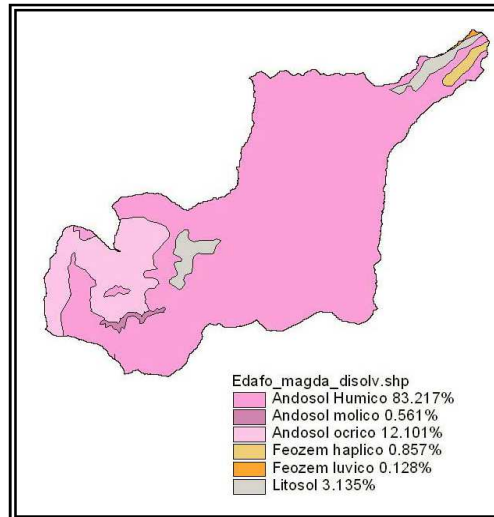 Edafo_magda_disolv.shp
Andosol Humico 83.217%
Andosol molico 0.561%
Andosol ocrico 12.101%
Feozem haplico 0.857%
Feozem luvico 0.128%
Litosol 3.135%